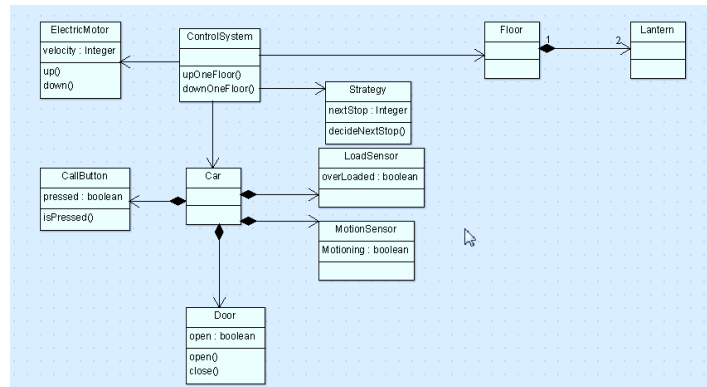 ElectricMotor
velocity : Integer
up()
down()
ControlSystem
upOneFloor()
downOneFloor()
Floor
1
2
Lantern
Strategy
nextStop : Integer
decideNextStop()
LoadSensor
overLoaded : boolean
CallButton
pressed : boolean
isPressed()
Car
MotionSensor
Motioning : boolean
Door
open : boolean
open()
close()